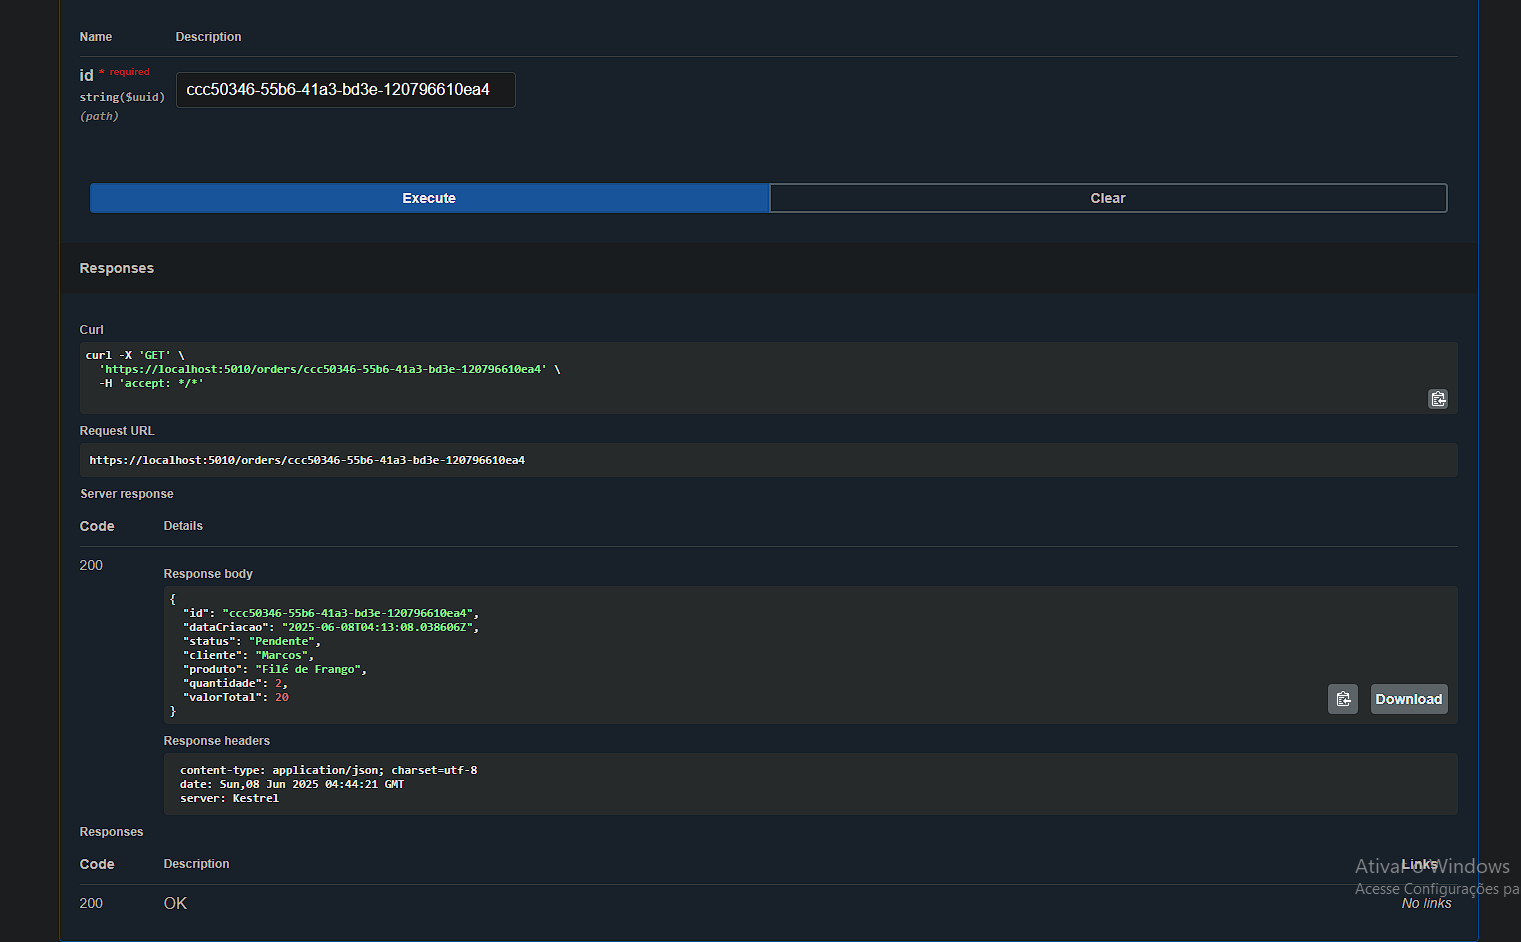 Name Description
id * required
string($uuid)
(path)
ccc50346-55b6-41a3-bd3e-120796610ea4
Execute Clear
Responses
Curl
curl -X 'GET' \
'https://localhost:5010/orders/ccc50346-55b6-41a3-bd3e-120796610ea4' \
-H 'accept: */*'
Request URL
https://localhost:5010/orders/ccc50346-55b6-41a3-bd3e-120796610ea4
Server response
Code Details
200
Response body
{
"id": "ccc50346-55b6-41a3-bd3e-120796610ea4",
"dataCriacao": "2025-06-08T04:13:08.038606Z",
"status": "Pendente",
"cliente": "Marcos",
"produto": "Filé de Frango",
"quantidade": 2,
"valorTotal": 20
}
Download
Response headers
content-type: application/json; charset=utf-8
date: Sun,08 Jun 2025 04:44:21 GMT
server: Kestrel
Responses
Code Description Links
200 OK No links
Ativar o Windows
Acesse Configurações pa